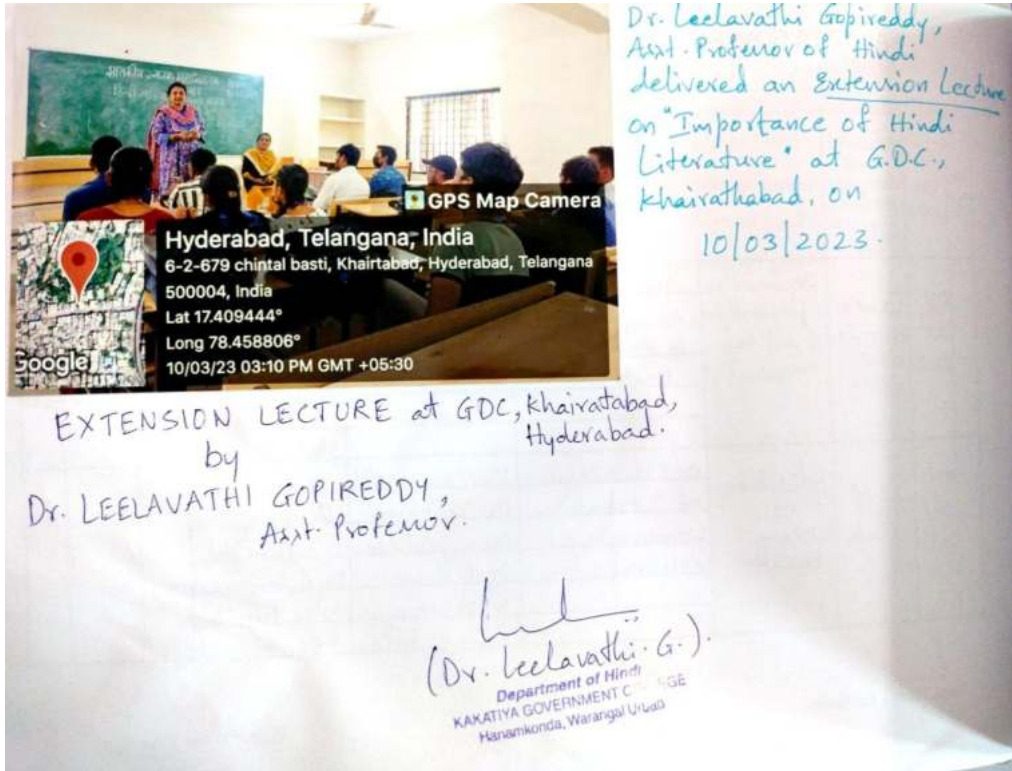 GPS Map Camera
Hyderabad, Telangana, India
6-2-679 chintal basti, Khairtabad, Hyderabad, Telangana
500004, India
Lat 17.409444°
Long 78.458806°
10/03/23 03:10 PM GMT +05:30
Google
Dr. Leelavathi Gopireddy,
Asst. Professor of Hindi
delivered an Extension Lecture
on "Importance of Hindi
Literature" at G.D.C.,
Khairathabad, on
10/03/2023.
EXTENSION LECTURE at GDC, Khairatabad,
Hyderabad.
by
Dr. LEELAVATHI GOPIREDDY,
Asst. Professor.
(Dr. Leelavathi. G.).
Department of Hindi
KAKATIYA GOVERNMENT
Hanamkonda, Warangal Urban